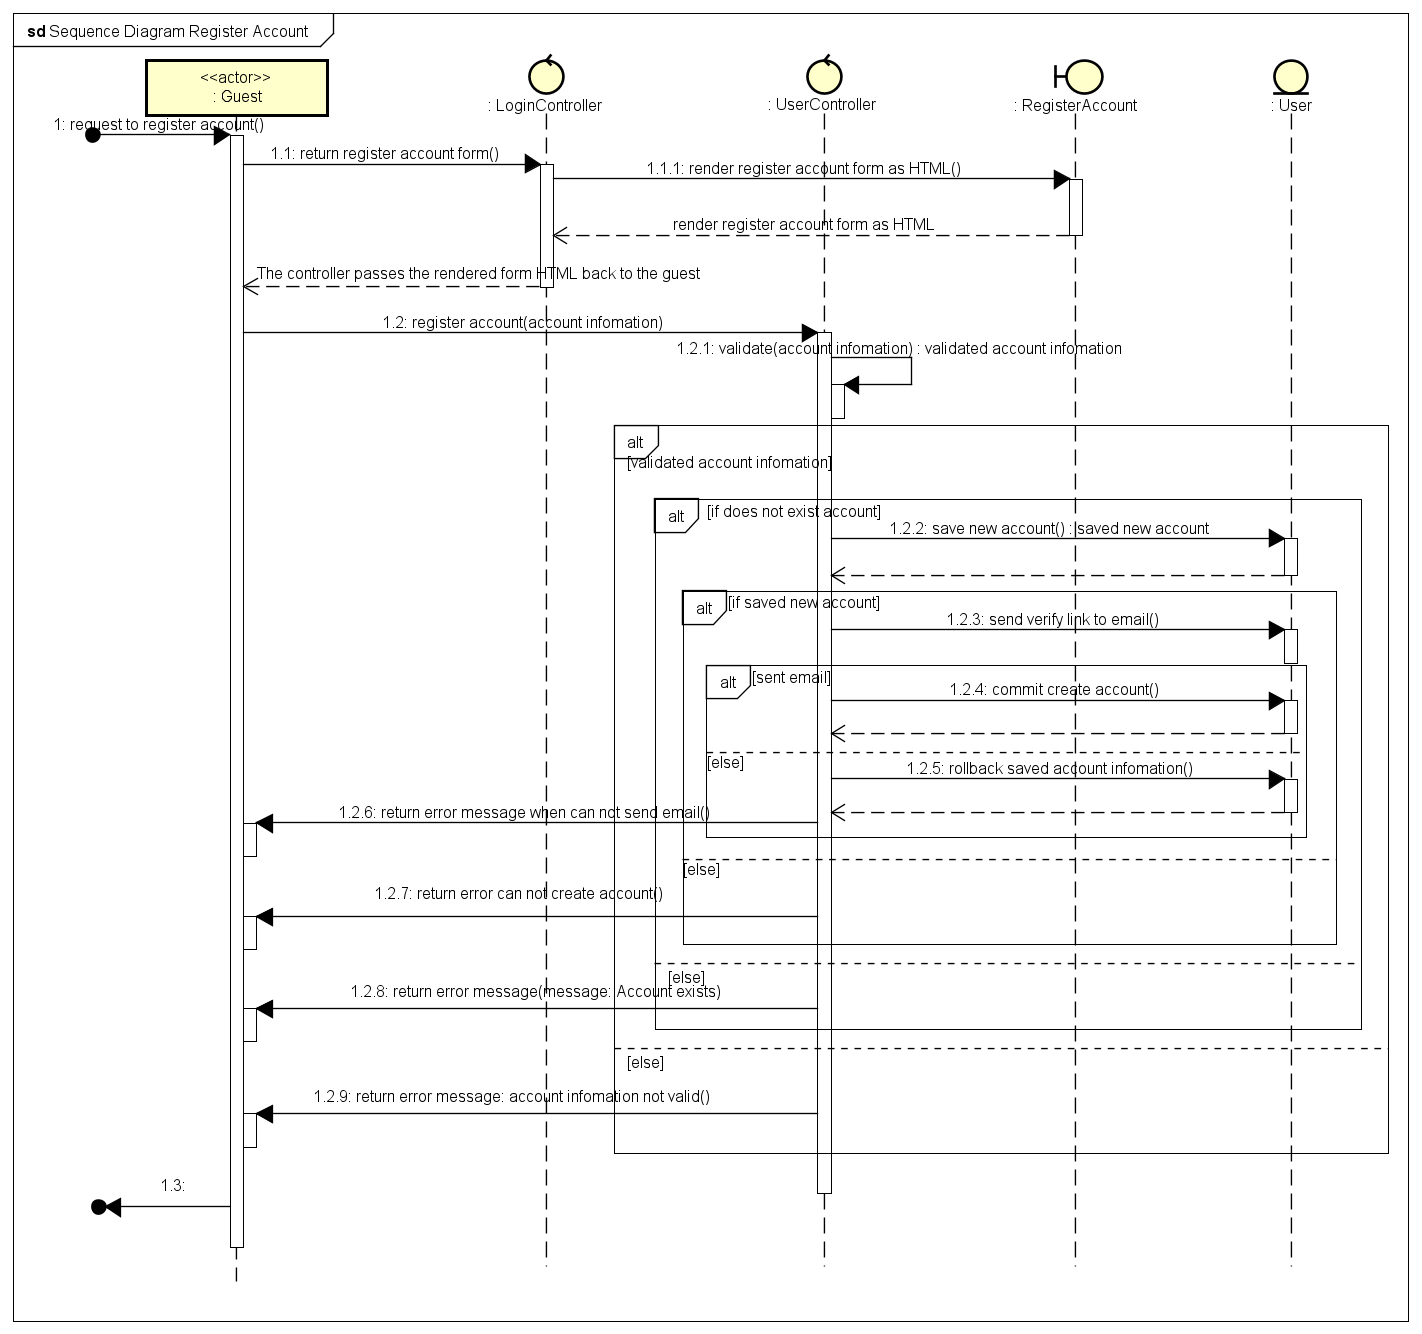 sd Sequence Diagram Register Account
<<actor>>
: Guest
: LoginController
: UserController
: RegisterAccount
: User
1: request to register account()
1.1: return register account form()
1.1.1: render register account form as HTML()
render register account form as HTML
The controller passes the rendered form HTML back to the guest
1.2: register account(account infomation)
1.2.1: validate(account infomation) : validated account infomation
alt
[validated account infomation]
alt
[if does not exist account]
1.2.2: save new account() : saved new account
alt
[if saved new account]
1.2.3: send verify link to email()
alt
[sent email]
1.2.4: commit create account()
[else]
1.2.5: rollback saved account infomation()
1.2.6: return error message when can not send email()
[else]
1.2.7: return error can not create account()
[else]
1.2.8: return error message(message: Account exists)
[else]
1.2.9: return error message: account infomation not valid()
1.3: